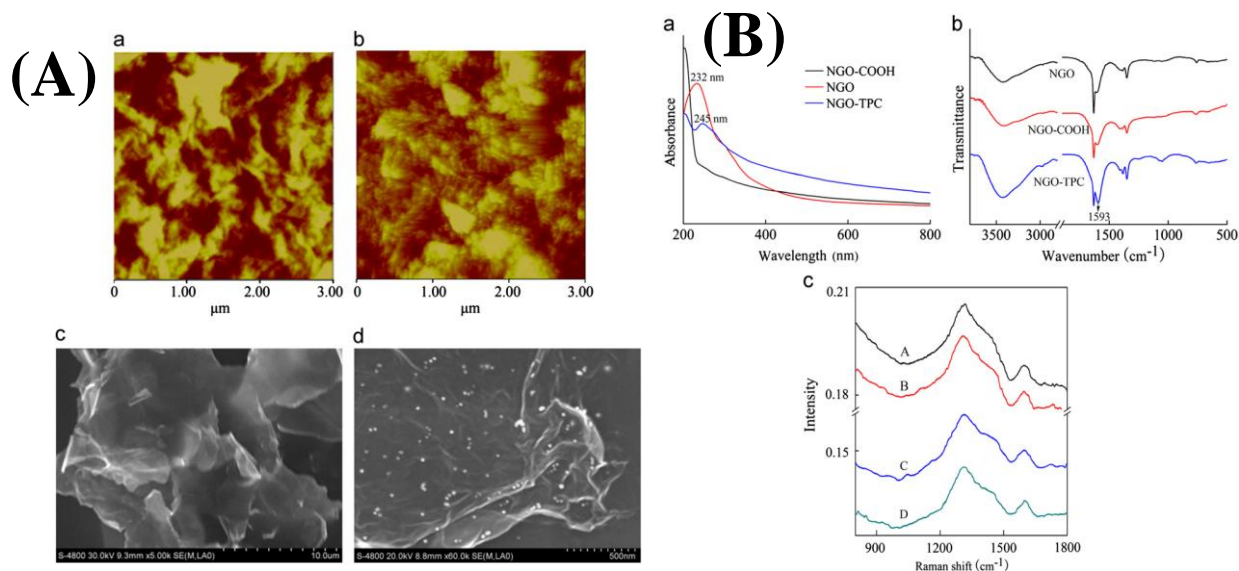 (A)
a
0 1.00 2.00 3.00
μm
b
0 1.00 2.00 3.00
μm
c
S-4800 30.0kV 9.3mm x5.00k SE(M,LA0) 10.0um
d
S-4800 20.0kV 8.8mm x60.0k SE(M,LA0) 500nm
(B)
a
232 nm
245 nm
NGO-COOH
NGO
NGO-TPC
Absorbance
200 400 600 800
Wavelength (nm)
b
NGO
NGO-COOH
NGO-TPC
1593
Transmittance
3500 3000 1500 1000 500
Wavenumber (cm-1)
c
0.21
0.18
0.15
Intensity
A
B
C
D
900 1200 1500 1800
Raman shift (cm-1)